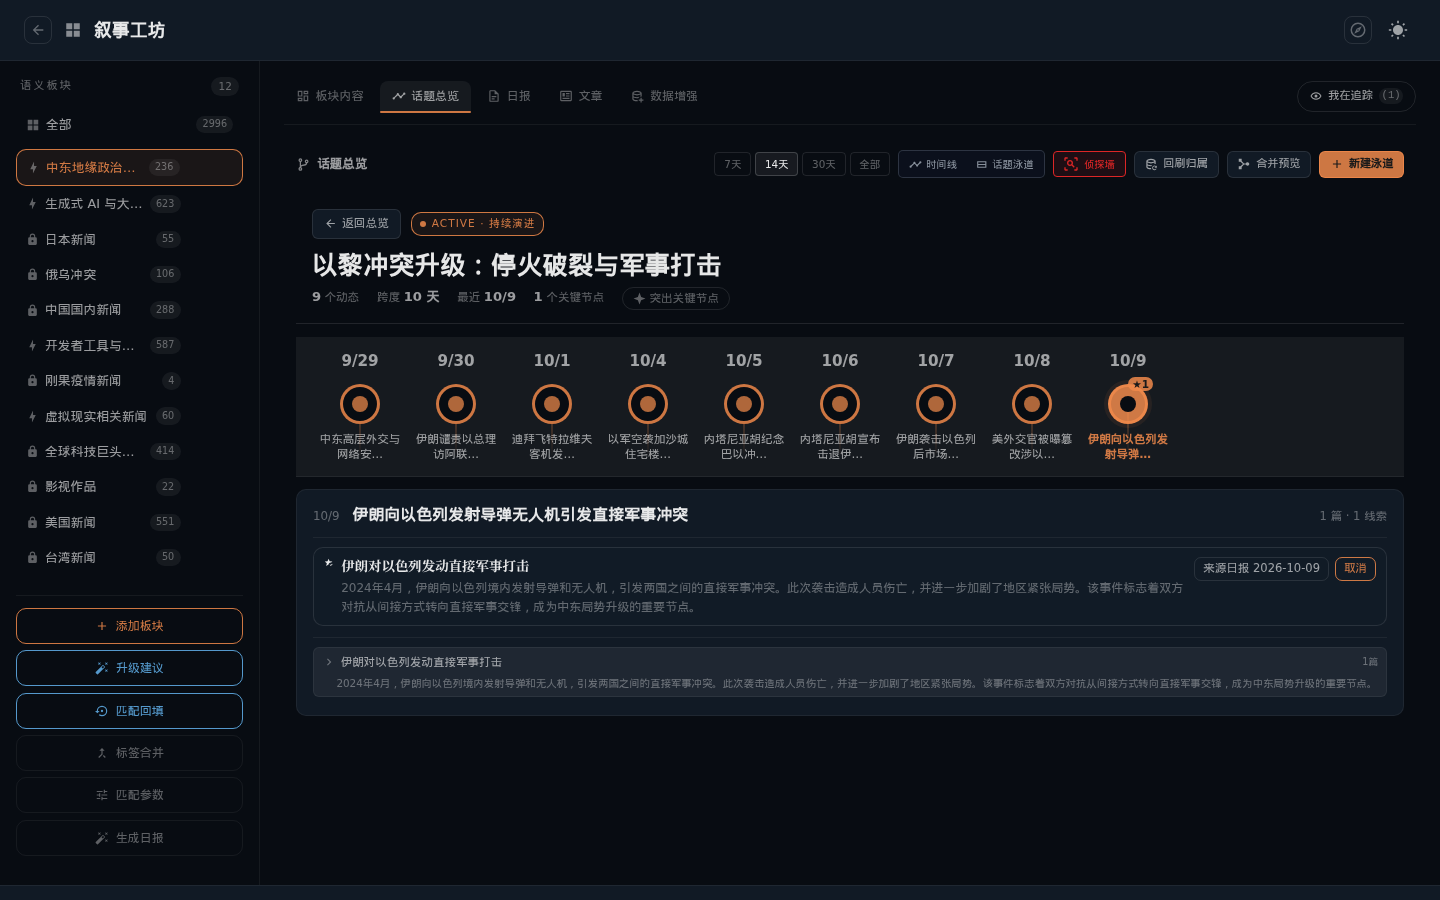 叙事工坊
语义板块 12
全部 2996
中东地缘政治… 236
生成式 AI 与大… 623
日本新闻 55
俄乌冲突 106
中国国内新闻 288
开发者工具与… 587
刚果疫情新闻 4
虚拟现实相关新闻 60
全球科技巨头… 414
影视作品 22
美国新闻 551
台湾新闻 50
添加板块
升级建议
匹配回填
标签合并
匹配参数
生成日报
板块内容 话题总览 日报 文章 数据增强 我在追踪 (1)
话题总览 7天 14天 30天 全部 时间线 话题泳道 侦探墙 回刷归属 合并预览 新建泳道
返回总览 ACTIVE · 持续演进
以黎冲突升级：停火破裂与军事打击
9 个动态 跨度 10 天 最近 10/9 1 个关键节点 突出关键节点
9/29 9/30 10/1 10/4 10/5 10/6 10/7 10/8 10/9
★1
中东高层外交与网络安…
伊朗谴责以总理访阿联…
迪拜飞特拉维夫客机发…
以军空袭加沙城住宅楼…
内塔尼亚胡纪念巴以冲…
内塔尼亚胡宣布击退伊…
伊朗袭击以色列后市场…
美外交官被曝篡改涉以…
伊朗向以色列发射导弹…
10/9 伊朗向以色列发射导弹无人机引发直接军事冲突 1 篇 · 1 线索
伊朗对以色列发动直接军事打击 来源日报 2026-10-09 取消
2024年4月，伊朗向以色列境内发射导弹和无人机，引发两国之间的直接军事冲突。此次袭击造成人员伤亡，并进一步加剧了地区紧张局势。该事件标志着双方
对抗从间接方式转向直接军事交锋，成为中东局势升级的重要节点。
伊朗对以色列发动直接军事打击 1篇
2024年4月，伊朗向以色列境内发射导弹和无人机，引发两国之间的直接军事冲突。此次袭击造成人员伤亡，并进一步加剧了地区紧张局势。该事件标志着双方对抗从间接方式转向直接军事交锋，成为中东局势升级的重要节点。